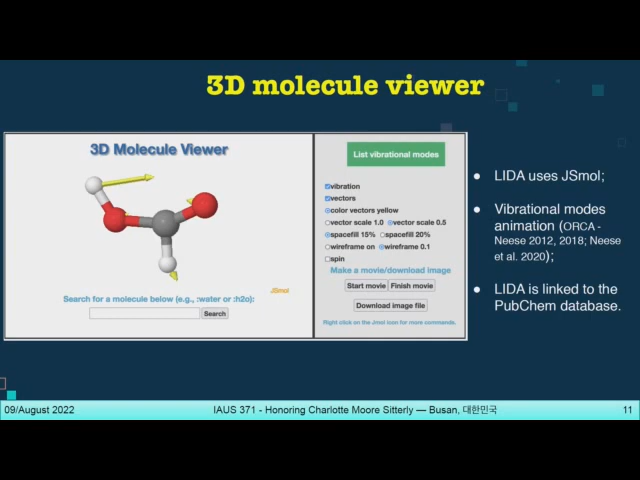 3D molecule viewer
3D Molecule Viewer
JSmol
Search for a molecule below (e.g., :water or :h2o):
Search
List vibrational modes
vibration
vectors
color vectors yellow
vector scale 1.0 vector scale 0.5
spacefill 15% spacefill 20%
wireframe on wireframe 0.1
spin
Make a movie/download image
Start movie Finish movie
Download image file
Right click on the Jmol icon for more commands.
● LIDA uses JSmol;
● Vibrational modes
animation (ORCA -
Neese 2012, 2018; Neese
et al. 2020);
● LIDA is linked to the
PubChem database.
09/August 2022
IAUS 371 - Honoring Charlotte Moore Sitterly — Busan, 대한민국
11